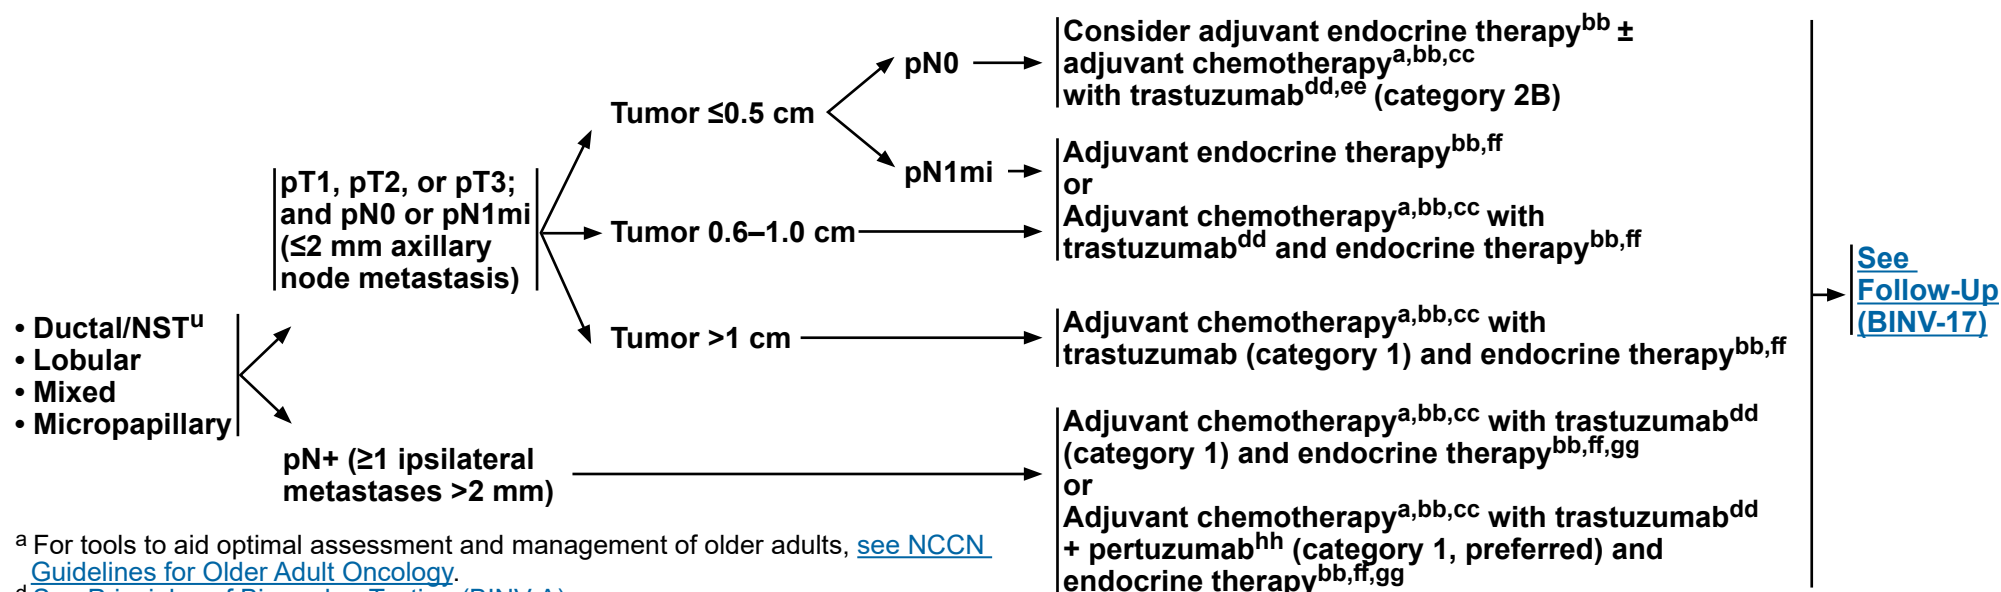 • Ductal/NSTu
• Lobular
• Mixed
• Micropapillary
pT1, pT2, or pT3;
and pN0 or pN1mi
(≤2 mm axillary
node metastasis)
pN+ (≥1 ipsilateral
metastases >2 mm)
Tumor ≤0.5 cm
Tumor 0.6–1.0 cm
Tumor >1 cm
pN0
pN1mi
Consider adjuvant endocrine therapybb ±
adjuvant chemotherapya,bb,cc
with trastuzumabdd,ee (category 2B)
Adjuvant endocrine therapybb,ff
or
Adjuvant chemotherapya,bb,cc with
trastuzumabdd and endocrine therapybb,ff
Adjuvant chemotherapya,bb,cc with
trastuzumab (category 1) and endocrine therapybb,ff
Adjuvant chemotherapya,bb,cc with trastuzumabdd
(category 1) and endocrine therapybb,ff,gg
or
Adjuvant chemotherapya,bb,cc with trastuzumabdd
+ pertuzumabhh (category 1, preferred) and
endocrine therapybb,ff,gg
See
Follow-Up
(BINV-17)
a For tools to aid optimal assessment and management of older adults, see NCCN
Guidelines for Older Adult Oncology.